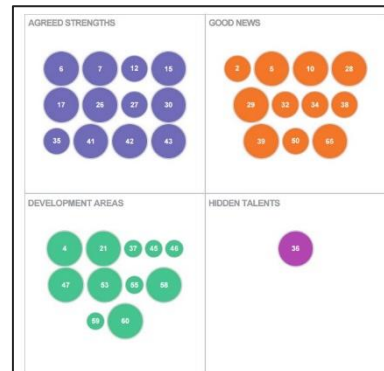 AGREED STRENGTHS
GOOD NEWS
6 7 12 15
2 5 10 28
17 26 27 30
29 32 34 38
35 41 42 43
39 50 65
DEVELOPMENT AREAS
HIDDEN TALENTS
4 21 37 45 46
36
47 53 55 58
59 60